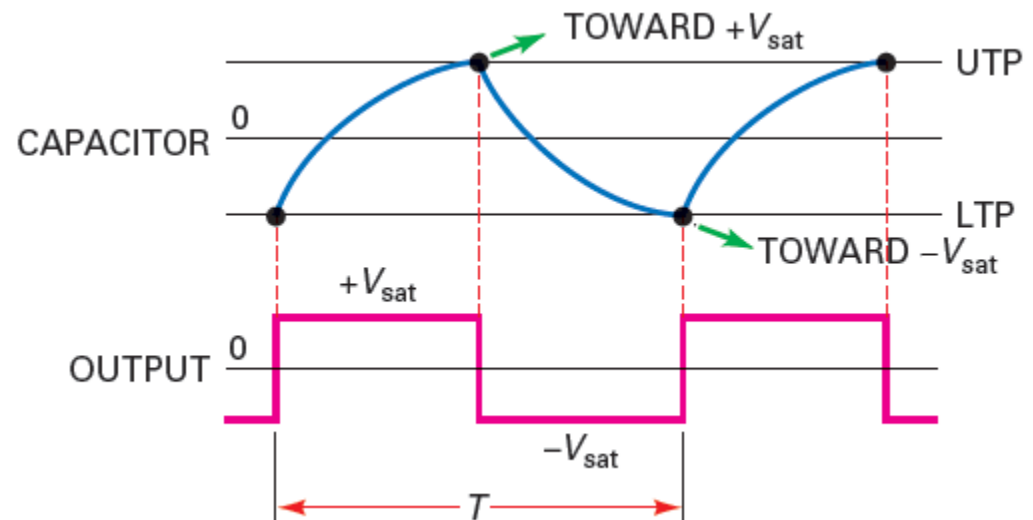 TOWARD +Vsat
UTP
0
CAPACITOR
LTP
TOWARD −Vsat
+Vsat
0
OUTPUT
−Vsat
T